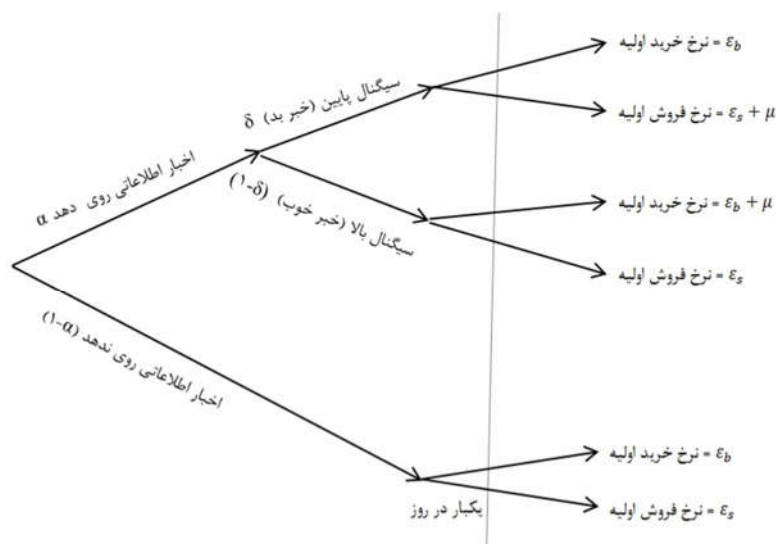 نرخ خرید اولیه = ε_b
سیگنال پایین (خبر بد) δ
نرخ فروش اولیه = ε_s + μ
اخبار اطلاعاتی روی دهد α
سیگنال بالا (خبر خوب) (۱-δ)
نرخ خرید اولیه = ε_b + μ
نرخ فروش اولیه = ε_s
اخبار اطلاعاتی روی ندهد (۱-α)
نرخ خرید اولیه = ε_b
نرخ فروش اولیه = ε_s
یکبار در روز